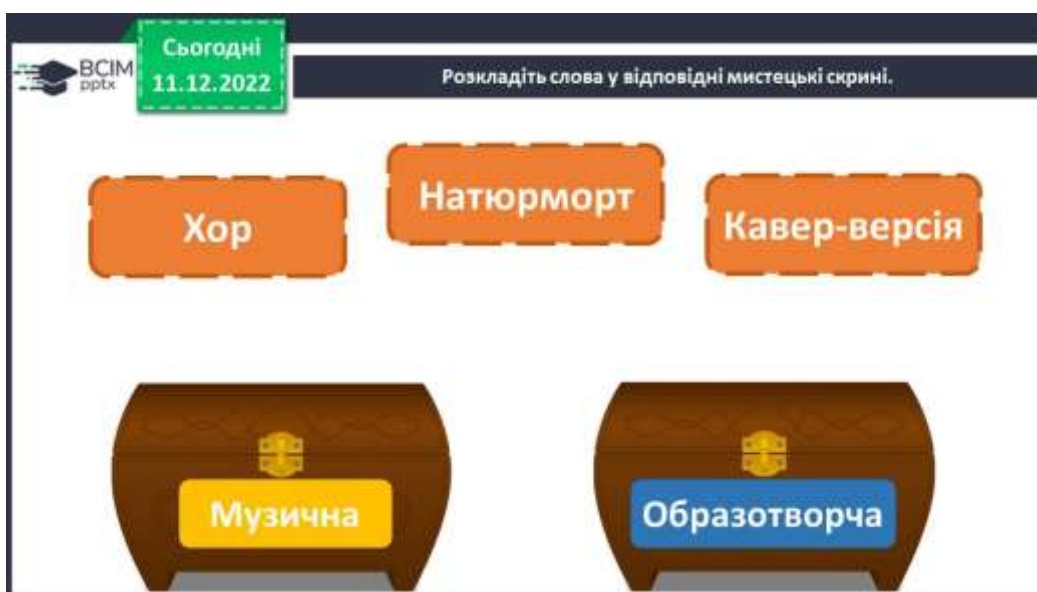 Сьогодні
11.12.2022
ВСІМ
pptx
Розкладіть слова у відповідні мистецькі скрині.
Хор
Натюрморт
Кавер-версія
Музична
Образотворча